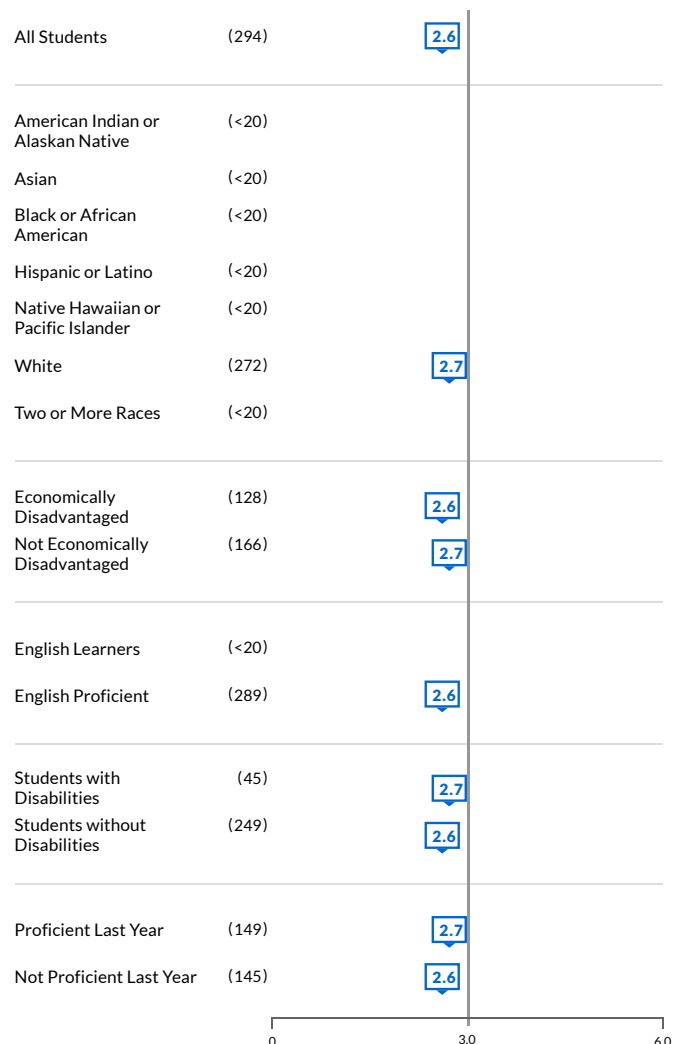 All Students (294) 2.6
American Indian or
Alaskan Native (<20)
Asian (<20)
Black or African
American (<20)
Hispanic or Latino (<20)
Native Hawaiian or
Pacific Islander (<20)
White (272) 2.7
Two or More Races (<20)
Economically
Disadvantaged (128) 2.6
Not Economically
Disadvantaged (166) 2.7
English Learners (<20)
English Proficient (289) 2.6
Students with
Disabilities (45) 2.7
Students without
Disabilities (249) 2.6
Proficient Last Year (149) 2.7
Not Proficient Last Year (145) 2.6
0 3.0 6.0